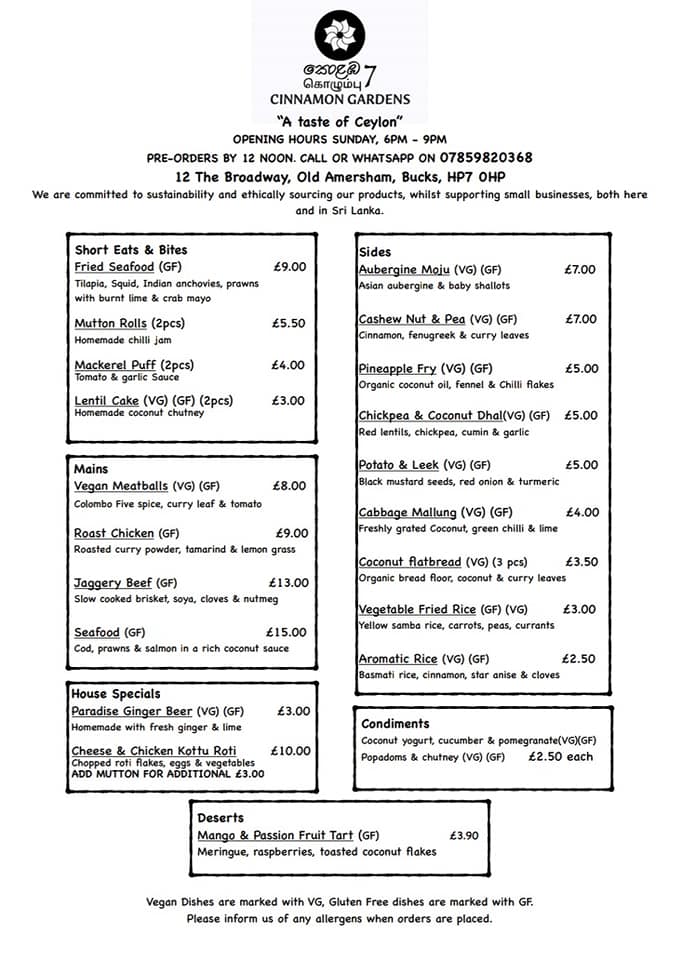 කොළඹ 7
கொழும்பு
CINNAMON GARDENS
“A taste of Ceylon”
OPENING HOURS SUNDAY, 6PM - 9PM
PRE-ORDERS BY 12 NOON. CALL OR WHATSAPP ON 07859820368
12 The Broadway, Old Amersham, Bucks, HP7 0HP
We are committed to sustainability and ethically sourcing our products, whilst supporting small businesses, both here
and in Sri Lanka.
Short Eats & Bites
Fried Seafood (GF) £9.00
Tilapia, Squid, Indian anchovies, prawns
with burnt lime & crab mayo
Mutton Rolls (2pcs) £5.50
Homemade chilli jam
Mackerel Puff (2pcs) £4.00
Tomato & garlic Sauce
Lentil Cake (VG) (GF) (2pcs) £3.00
Homemade coconut chutney
Mains
Vegan Meatballs (VG) (GF) £8.00
Colombo Five spice, curry leaf & tomato
Roast Chicken (GF) £9.00
Roasted curry powder, tamarind & lemon grass
Jaggery Beef (GF) £13.00
Slow cooked brisket, soya, cloves & nutmeg
Seafood (GF) £15.00
Cod, prawns & salmon in a rich coconut sauce
House Specials
Paradise Ginger Beer (VG) (GF) £3.00
Homemade with fresh ginger & lime
Cheese & Chicken Kottu Roti £10.00
Chopped roti flakes, eggs & vegetables
ADD MUTTON FOR ADDITIONAL £3.00
Sides
Aubergine Moju (VG) (GF) £7.00
Asian aubergine & baby shallots
Cashew Nut & Pea (VG) (GF) £7.00
Cinnamon, fenugreek & curry leaves
Pineapple Fry (VG) (GF) £5.00
Organic coconut oil, fennel & Chilli flakes
Chickpea & Coconut Dhal(VG) (GF) £5.00
Red lentils, chickpea, cumin & garlic
Potato & Leek (VG) (GF) £5.00
Black mustard seeds, red onion & turmeric
Cabbage Mallung (VG) (GF) £4.00
Freshly grated Coconut, green chilli & lime
Coconut flatbread (VG) (3 pcs) £3.50
Organic bread floor, coconut & curry leaves
Vegetable Fried Rice (GF) (VG) £3.00
Yellow samba rice, carrots, peas, currants
Aromatic Rice (VG) (GF) £2.50
Basmati rice, cinnamon, star anise & cloves
Condiments
Coconut yogurt, cucumber & pomegranate(VG)(GF)
Popadoms & chutney (VG) (GF) £2.50 each
Deserts
Mango & Passion Fruit Tart (GF) £3.90
Meringue, raspberries, toasted coconut flakes
Vegan Dishes are marked with VG, Gluten Free dishes are marked with GF.
Please inform us of any allergens when orders are placed.